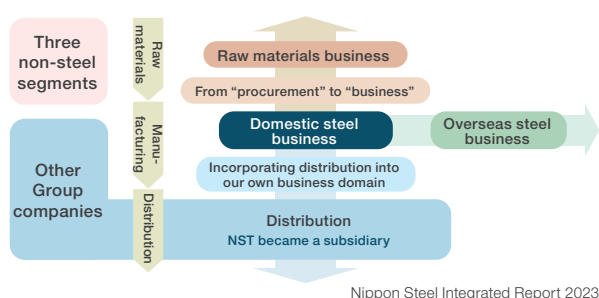 Three
non-steel
segments
Raw
materials
Raw materials business
From “procurement” to “business”
Manu-
facturing
Domestic steel
business
Overseas steel
business
Other
Group
companies
Incorporating distribution into
our own business domain
Distribution
Distribution
NST became a subsidiary
Nippon Steel Integrated Report 2023